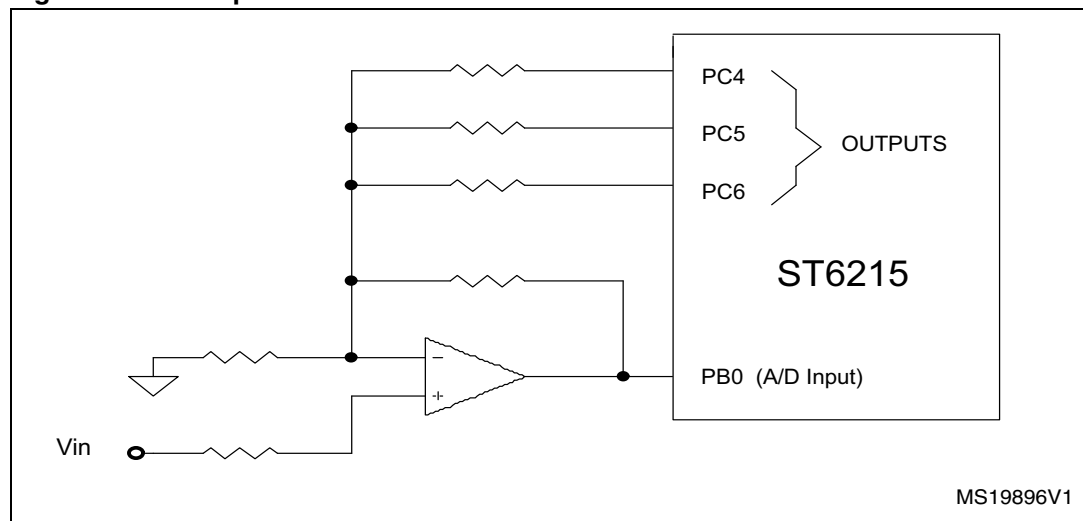 PC4
PC5
OUTPUTS
PC6
ST6215
PB0 (A/D Input)
Vin
MS19896V1